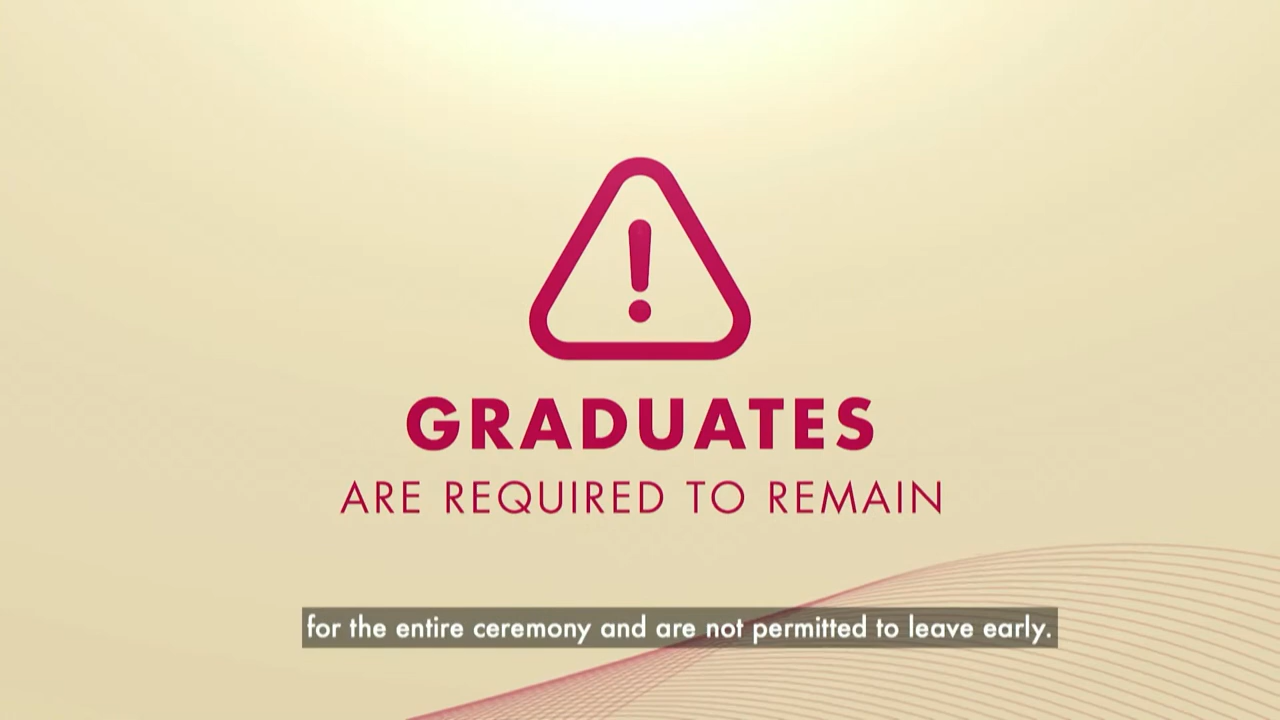 GRADUATES
ARE REQUIRED TO REMAIN
for the entire ceremony and are not permitted to leave early.